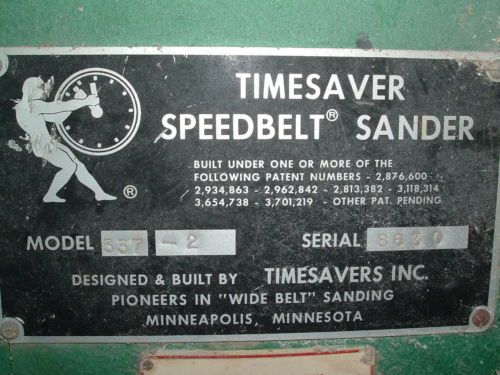 TIMESAVER
SPEEDBELT® SANDER
BUILT UNDER ONE OR MORE OF THE
FOLLOWING PATENT NUMBERS - 2,876,600
2,934,863 - 2,962,842 - 2,813,382 - 3,118,314
3,654,738 - 3,701,219 - OTHER PAT. PENDING
®
MODEL 337 -2 SERIAL 8630
DESIGNED & BUILT BY TIMESAVERS INC.
PIONEERS IN "WIDE BELT" SANDING
MINNEAPOLIS, MINNESOTA